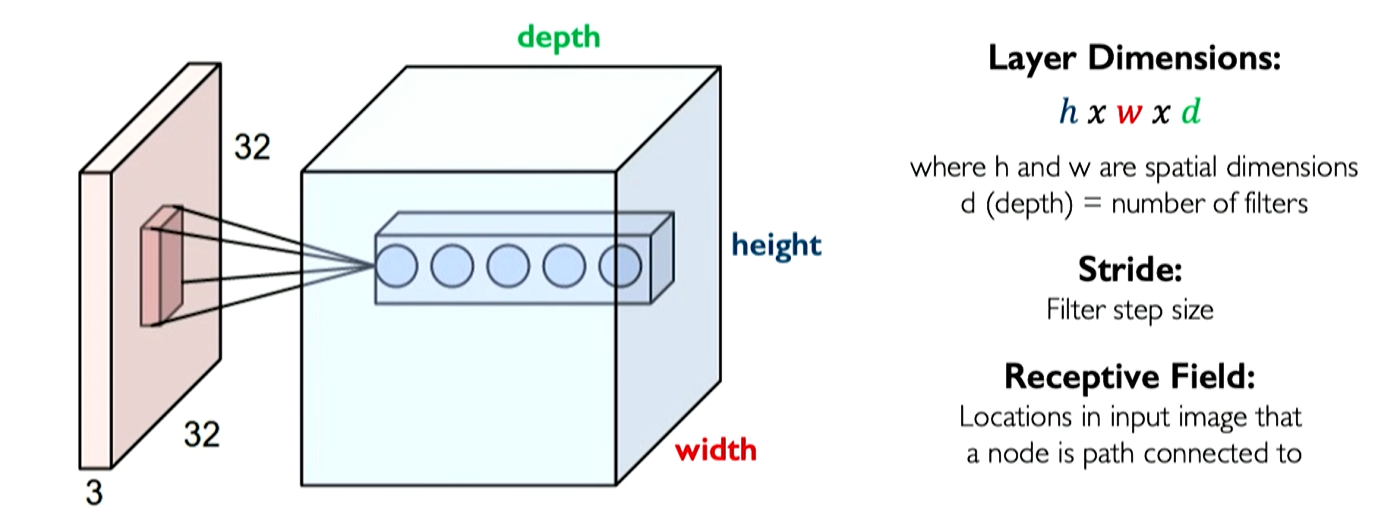 depth
32
height
32
width
3
Layer Dimensions:
h x w x d
where h and w are spatial dimensions
d (depth) = number of filters
Stride:
Filter step size
Receptive Field:
Locations in input image that
a node is path connected to